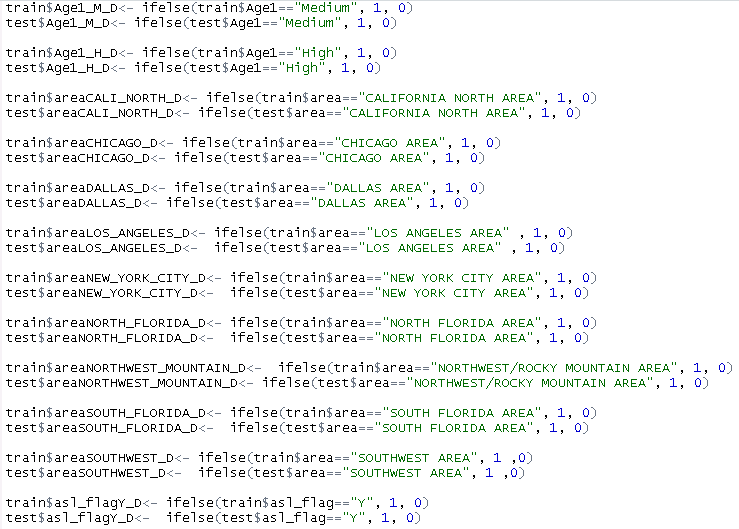 train$Age1_M_D<- ifelse(train$Age1=="Medium", 1, 0)
test$Age1_M_D<- ifelse(test$Age1=="Medium", 1, 0)
train$Age1_H_D<- ifelse(train$Age1=="High", 1, 0)
test$Age1_H_D<- ifelse(test$Age1=="High", 1, 0)
train$areaCALI_NORTH_D<- ifelse(train$area=="CALIFORNIA NORTH AREA", 1, 0)
test$areaCALI_NORTH_D<- ifelse(test$area=="CALIFORNIA NORTH AREA", 1, 0)
train$areaCHICAGO_D<- ifelse(train$area=="CHICAGO AREA", 1, 0)
test$areaCHICAGO_D<- ifelse(test$area=="CHICAGO AREA", 1, 0)
train$areaDALLAS_D<- ifelse(train$area=="DALLAS AREA", 1, 0)
test$areaDALLAS_D<- ifelse(test$area=="DALLAS AREA", 1, 0)
train$areaLOS_ANGELES_D<- ifelse(train$area=="LOS ANGELES AREA" , 1, 0)
test$areaLOS_ANGELES_D<-  ifelse(test$area=="LOS ANGELES AREA" , 1, 0)
train$areaNEW_YORK_CITY_D<- ifelse(train$area=="NEW YORK CITY AREA", 1, 0)
test$areaNEW_YORK_CITY_D<-  ifelse(test$area=="NEW YORK CITY AREA", 1, 0)
train$areaNORTH_FLORIDA_D<- ifelse(train$area=="NORTH FLORIDA AREA", 1, 0)
test$areaNORTH_FLORIDA_D<-  ifelse(test$area=="NORTH FLORIDA AREA", 1, 0)
train$areaNORTHWEST_MOUNTAIN_D<-  ifelse(train$area=="NORTHWEST/ROCKY MOUNTAIN AREA", 1, 0)
test$areaNORTHWEST_MOUNTAIN_D<- ifelse(test$area=="NORTHWEST/ROCKY MOUNTAIN AREA", 1, 0)
train$areaSOUTH_FLORIDA_D<- ifelse(train$area=="SOUTH FLORIDA AREA", 1, 0)
test$areaSOUTH_FLORIDA_D<-  ifelse(test$area=="SOUTH FLORIDA AREA", 1, 0)
train$areaSOUTHWEST_D<- ifelse(train$area=="SOUTHWEST AREA", 1 ,0)
test$areaSOUTHWEST_D<-  ifelse(test$area=="SOUTHWEST AREA", 1 ,0)
train$asl_flagY_D<- ifelse(train$asl_flag=="Y", 1, 0)
test$asl_flagY_D<-  ifelse(test$asl_flag=="Y", 1, 0)